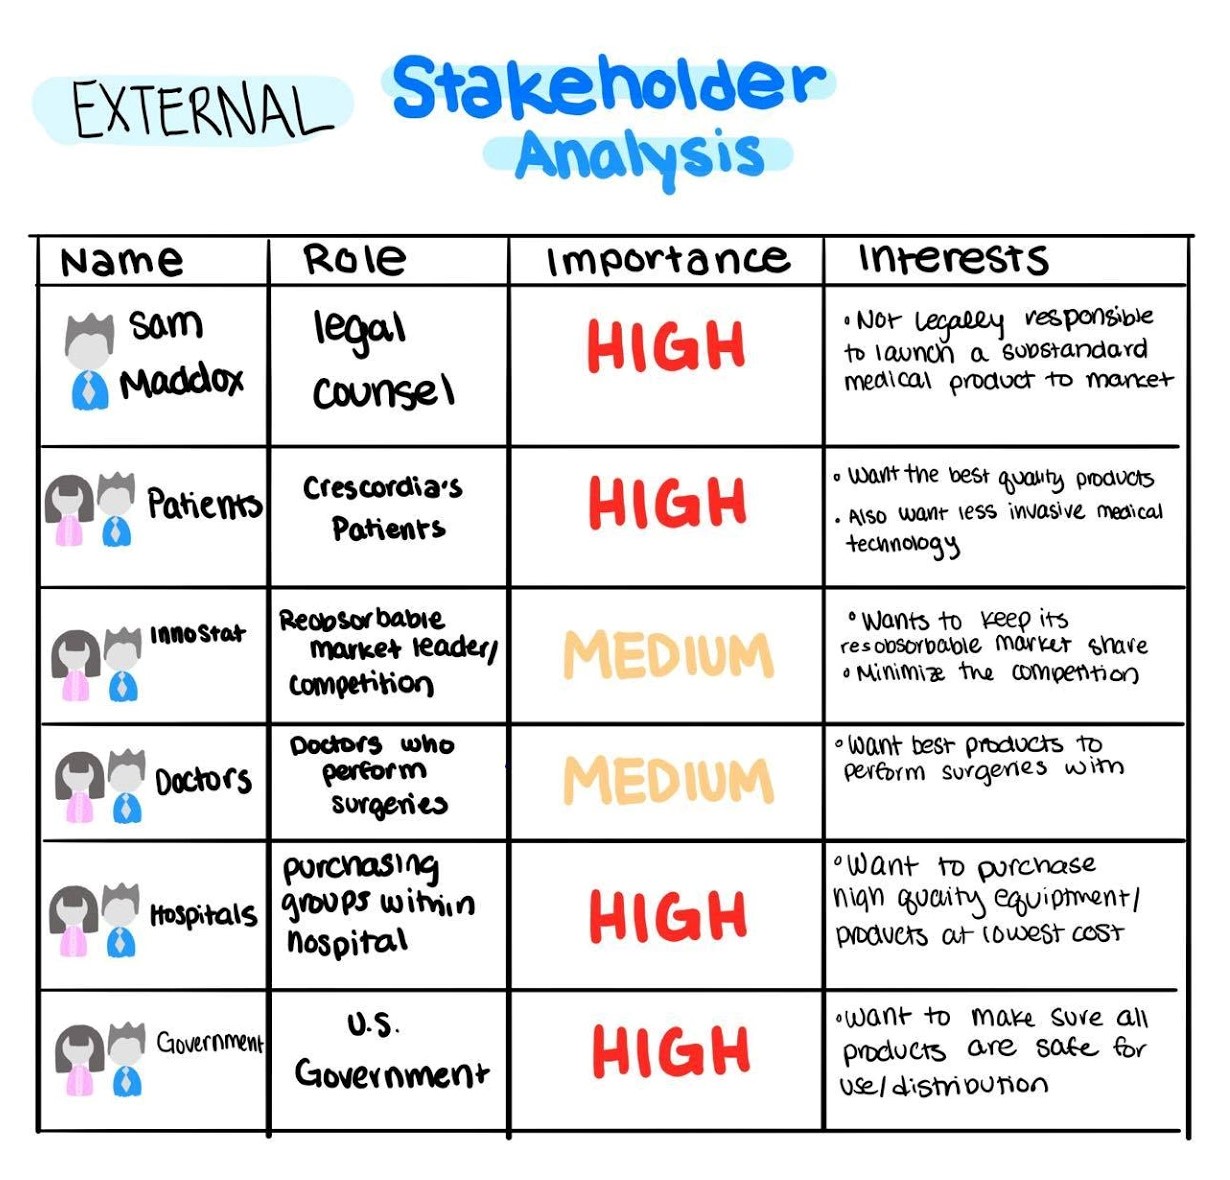 EXTERNAL
Stakeholder
Analysis
Name
Role
Importance
Interests
Sam
Maddox
legal
counsel
HIGH
•Not legally responsible
to launch a substandard
medical product to market
Patients
Crescordia's
Patients
HIGH
• Want the best quality products
• Also want less invasive medical
technology
InnoStat
Reobsorbable
market leader/
competition
MEDIUM
•Wants to keep its
resobsorbable market share
•Minimize the competition
Doctors
Doctors who
perform
surgeries
MEDIUM
•Want best products to
perform surgeries with
Hospitals
purchasing
groups within
hospital
HIGH
•Want to purchase
high quality equiptment/
products at lowest cost
Government
U.S.
Government
HIGH
•Want to make sure all
products are safe for
use/distribution